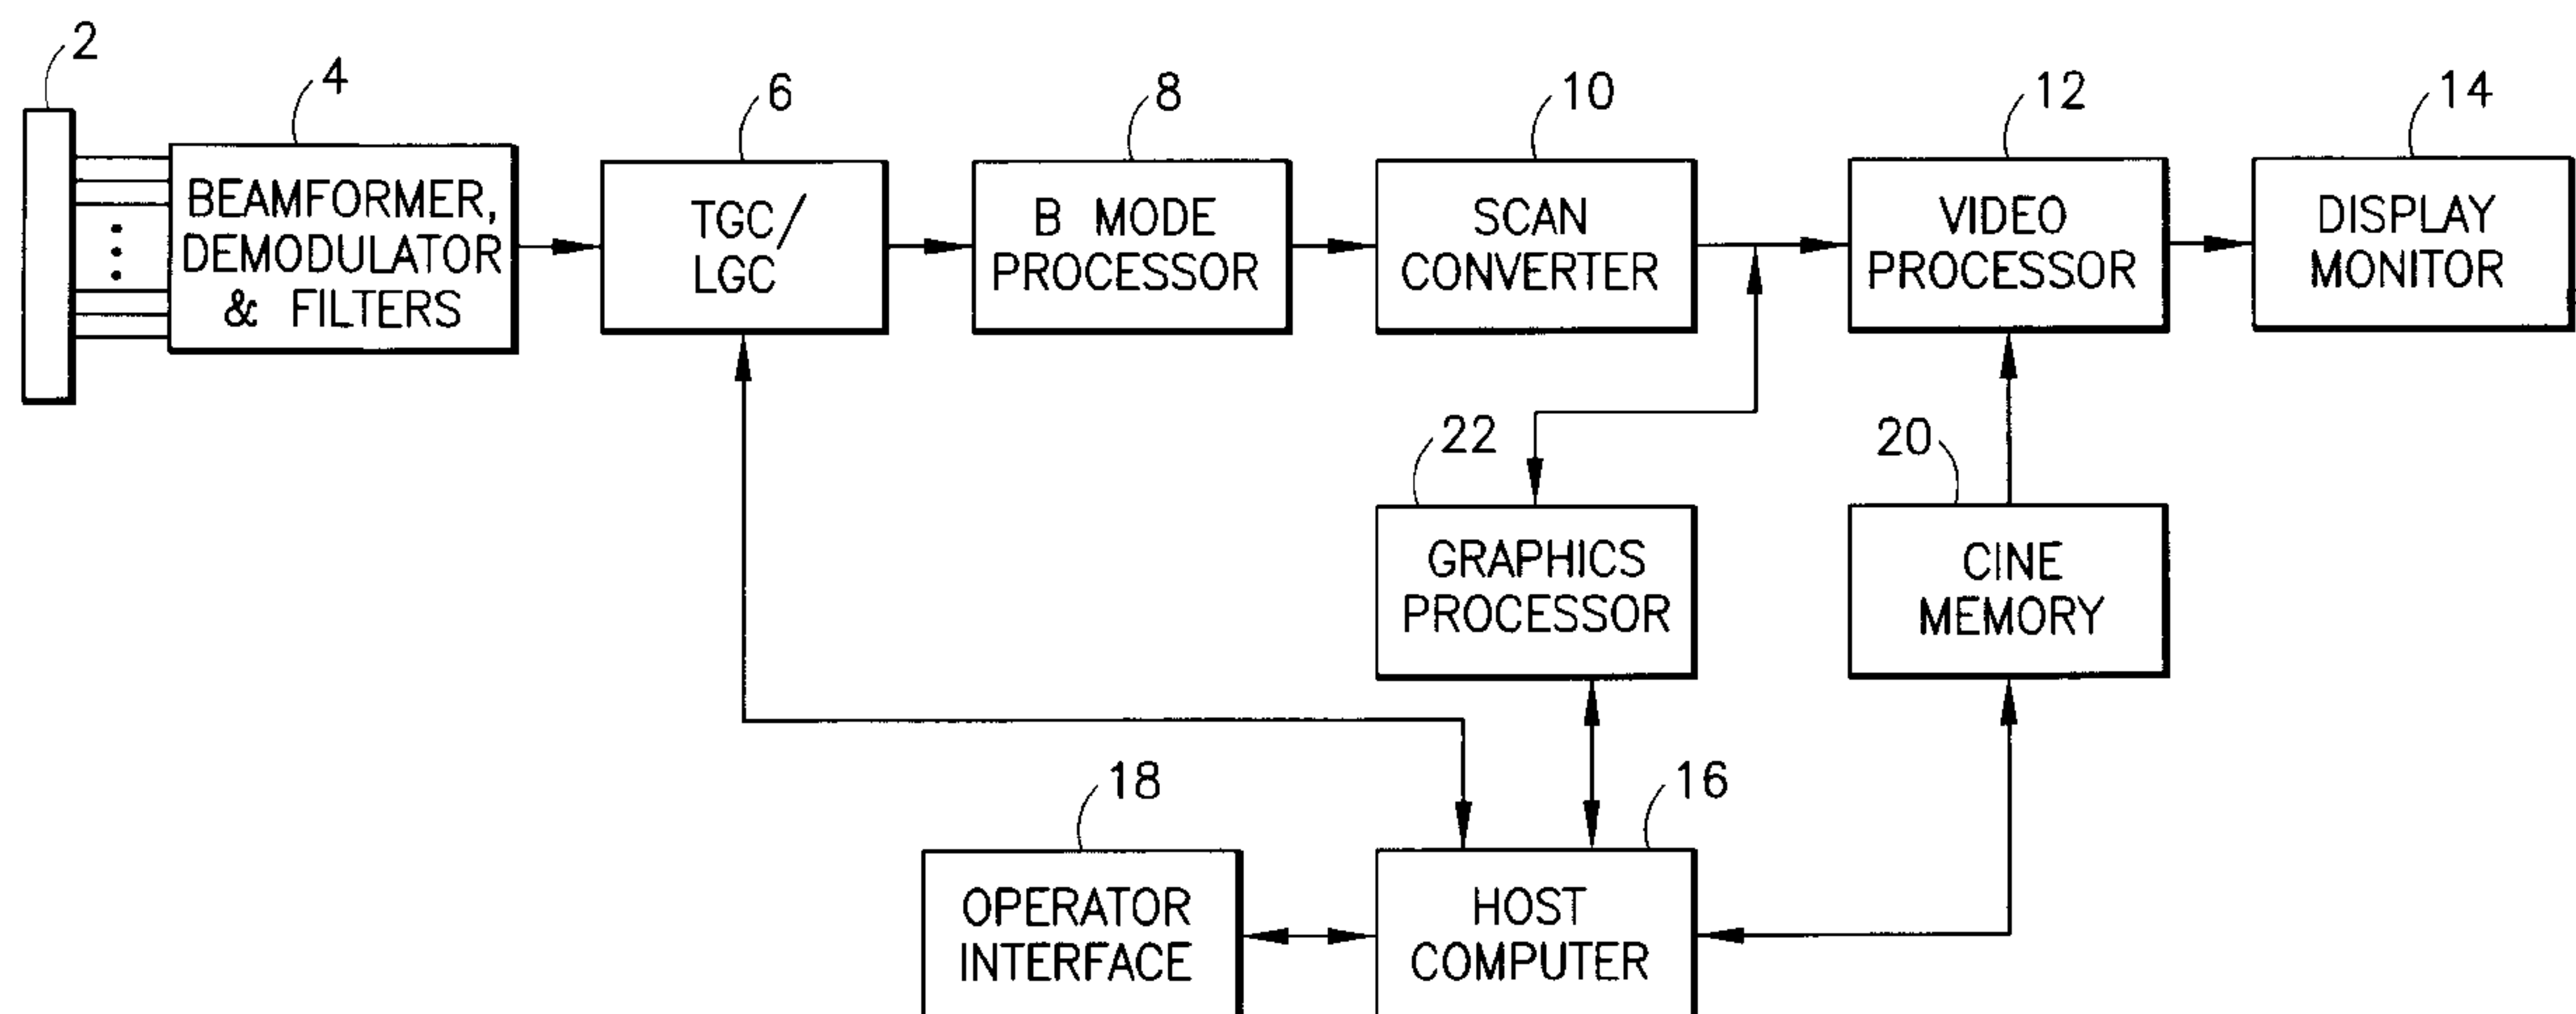 2
4
6
8
10
12
14
BEAMFORMER,
DEMODULATOR
& FILTERS
TGC/
LGC
B MODE
PROCESSOR
SCAN
CONVERTER
VIDEO
PROCESSOR
DISPLAY
MONITOR
22
20
GRAPHICS
PROCESSOR
CINE
MEMORY
18
16
OPERATOR
INTERFACE
HOST
COMPUTER